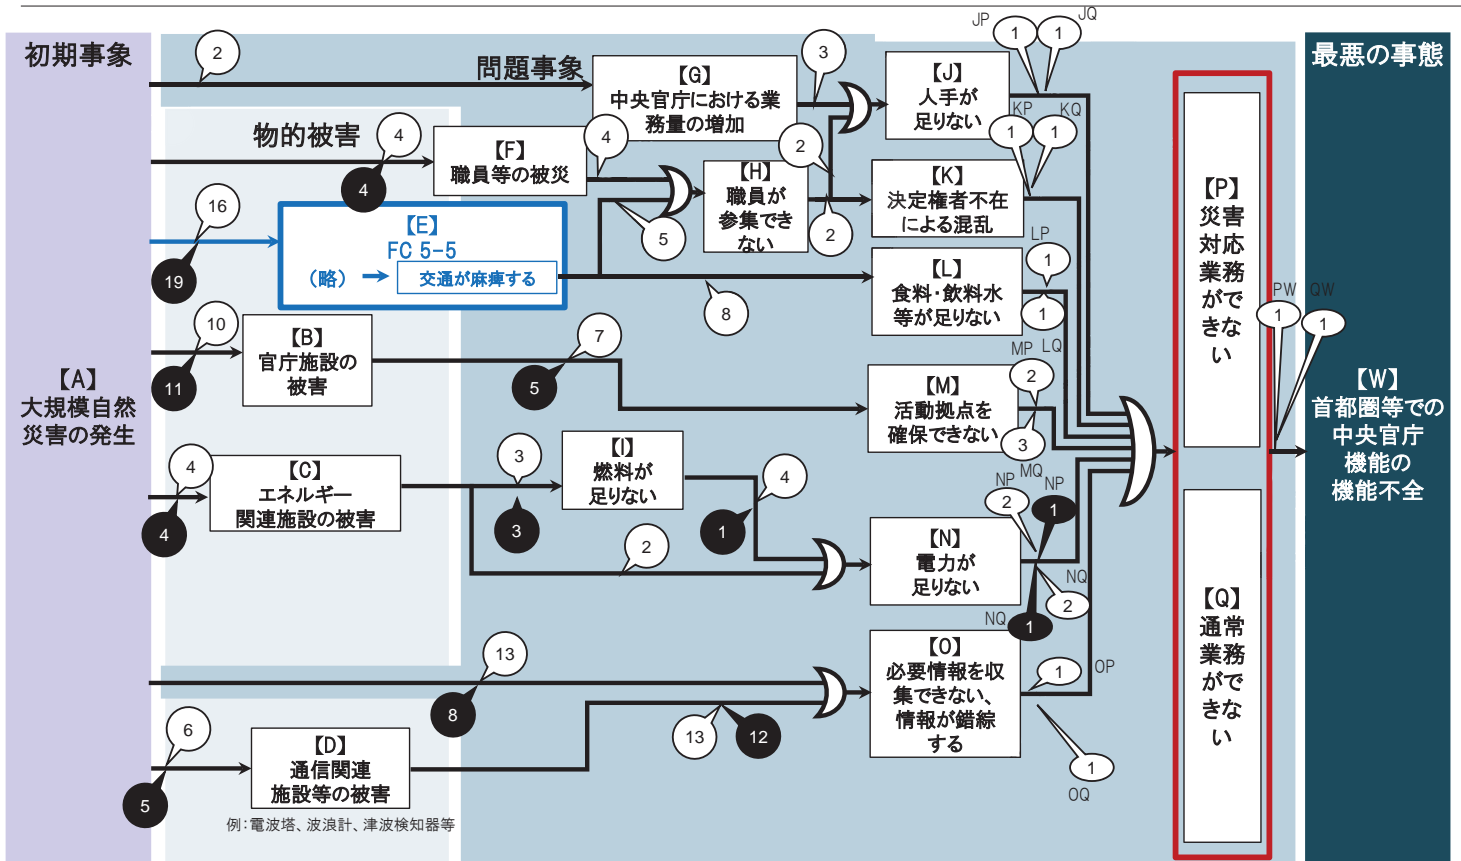 初期事象
【A】
大規模自然
災害の発生
問題事象
物的被害
2
【G】
中央官庁における業
務量の増加
3
4
4
【F】
職員等の被災
4
16
19
【E】
FC 5-5
(略)
交通が麻痺する
5
8
【H】
職員が
参集でき
ない
2
2
10
11
【B】
官庁施設の
被害
7
5
4
4
【C】
エネルギー
関連施設の被害
3
3
【I】
燃料が
足りない
4
1
2
13
8
6
5
【D】
通信関連
施設等の被害
例：電波塔、波浪計、津波検知器等
13
12
【J】
人手が
足りない
JP
1
JQ
1
【K】
決定権者不在
による混乱
KP
1
KQ
1
【L】
食料・飲料水
等が足りない
LP
1
1
LQ
【M】
活動拠点を
確保できない
MP
2
3
MQ
【N】
電力が
足りない
NP
2
NP
1
NQ
2
NQ
1
【O】
必要情報を収
集できない、
情報が錯綜
する
OP
1
1
OQ
【P】
災害
対応
業務
がで
きな
い
【Q】
通常
業務
がで
きな
い
PW
1
QW
1
最悪の事態
【W】
首都圏等での
中央官庁
機能の
機能不全